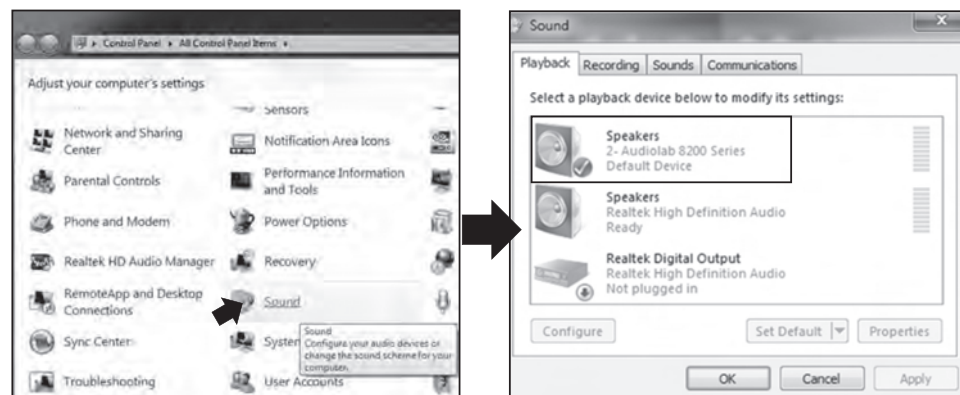 Control Panel ▸ All Control Panel Items ▸
Adjust your computer's settings
Sensors
Network and Sharing
Center
Notification Area Icons
Parental Controls
Performance Information
and Tools
Phone and Modem
Power Options
Realtek HD Audio Manager
Recovery
RemoteApp and Desktop
Connections
Sound
Sync Center
System
Sound
Configure your audio devices or
change the sound scheme for your
computer.
Troubleshooting
User Accounts
Sound
Playback Recording Sounds Communications
Select a playback device below to modify its settings:
Speakers
2- Audiolab 8200 Series
Default Device
Speakers
Realtek High Definition Audio
Ready
Realtek Digital Output
Realtek High Definition Audio
Not plugged in
Configure Set Default Properties
OK Cancel Apply